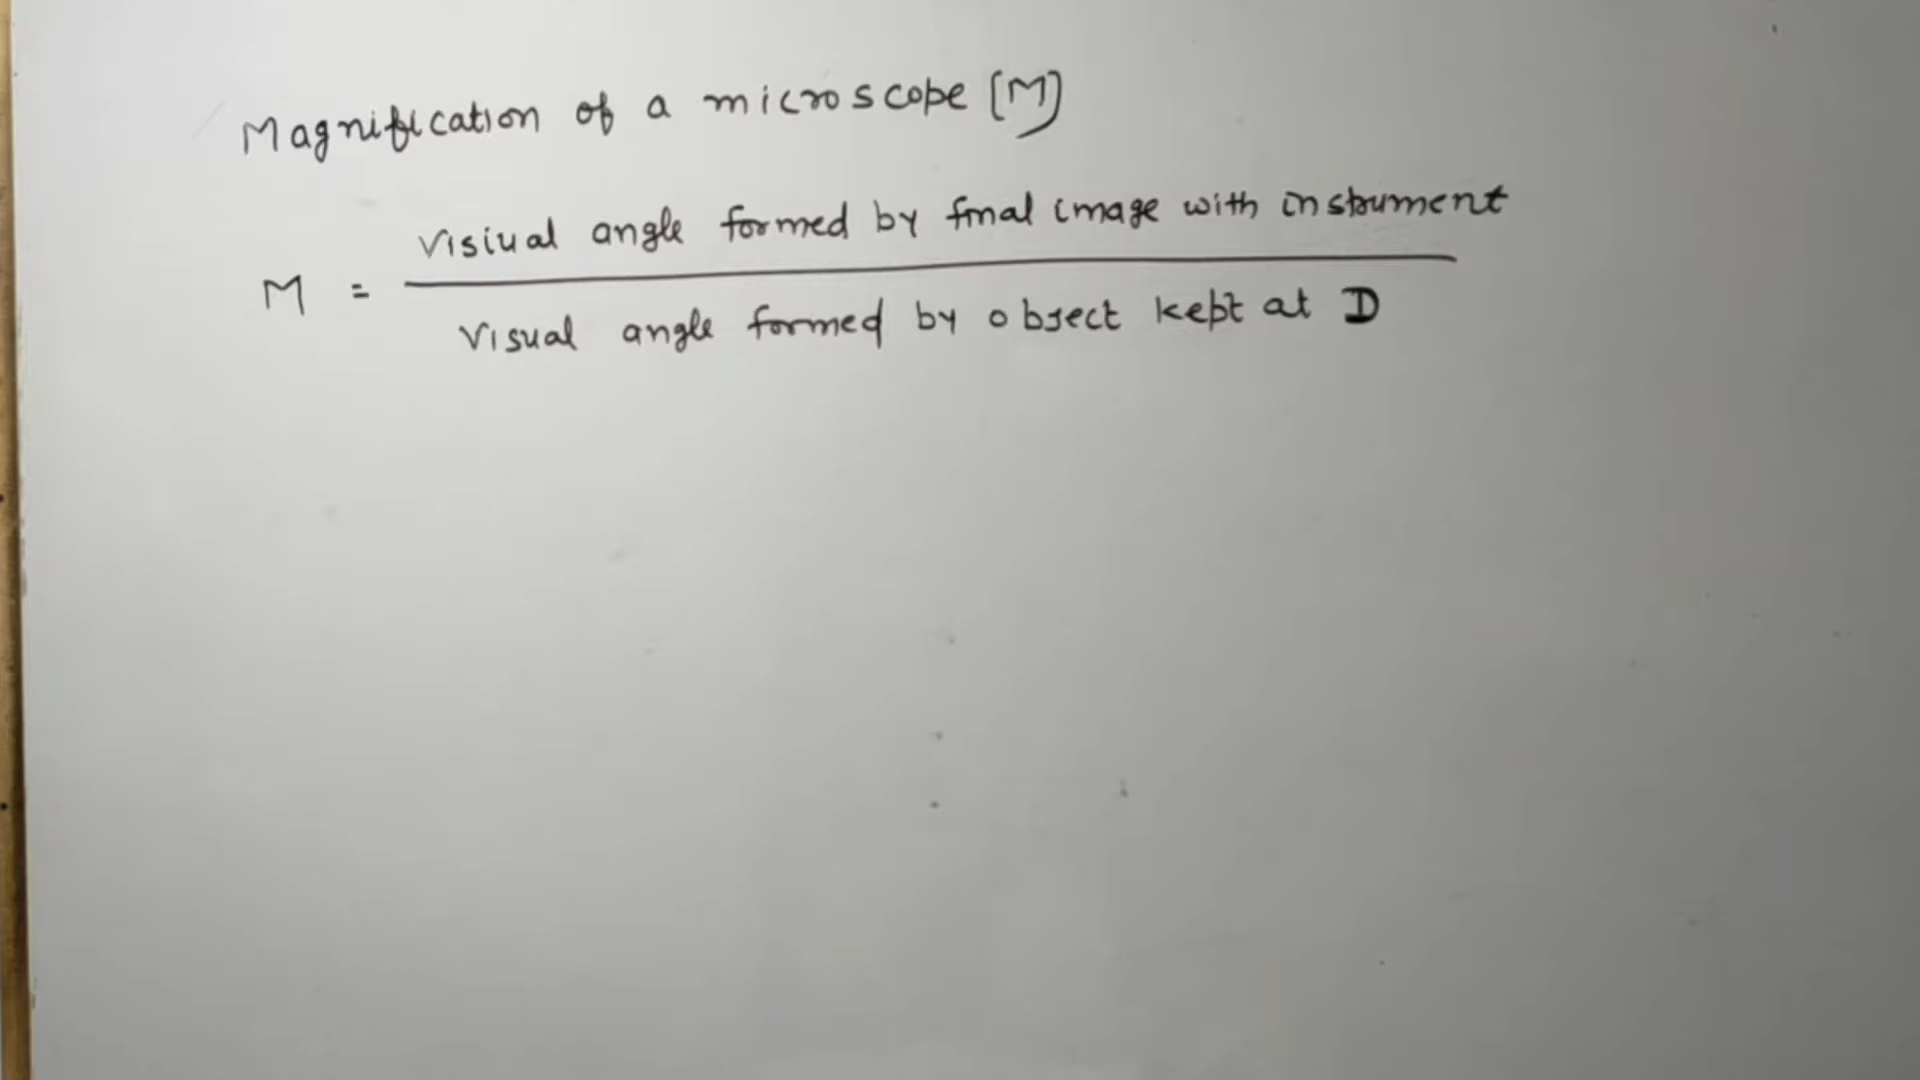 Magnification of a microscope [M]
Visiual angle formed by final image with instrument
M =
Visual angle formed by object kept at D